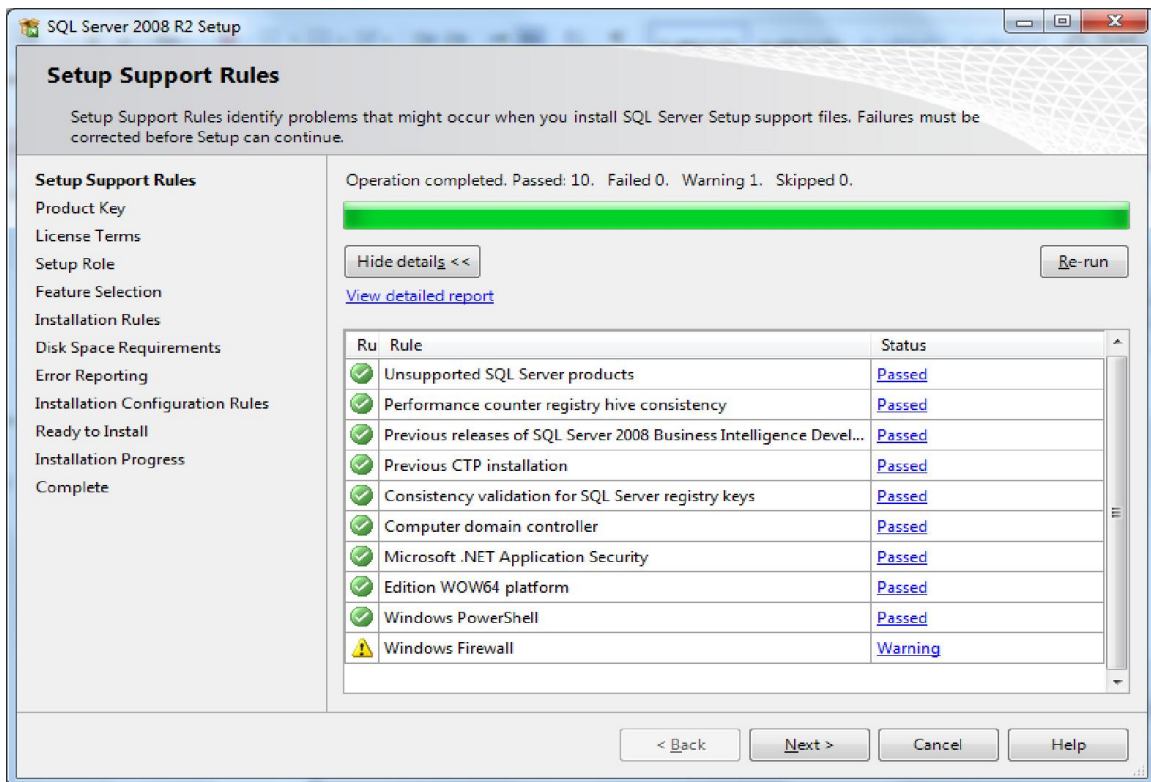 SQL Server 2008 R2 Setup
Setup Support Rules
Setup Support Rules identify problems that might occur when you install SQL Server Setup support files. Failures must be
corrected before Setup can continue.
Setup Support Rules
Product Key
License Terms
Setup Role
Feature Selection
Installation Rules
Disk Space Requirements
Error Reporting
Installation Configuration Rules
Ready to Install
Installation Progress
Complete
Operation completed. Passed: 10. Failed 0. Warning 1. Skipped 0.
Hide details <<
Re-run
View detailed report
Ru Rule Status
Unsupported SQL Server products Passed
Performance counter registry hive consistency Passed
Previous releases of SQL Server 2008 Business Intelligence Devel... Passed
Previous CTP installation Passed
Consistency validation for SQL Server registry keys Passed
Computer domain controller Passed
Microsoft .NET Application Security Passed
Edition WOW64 platform Passed
Windows PowerShell Passed
Windows Firewall Warning
< Back Next > Cancel Help